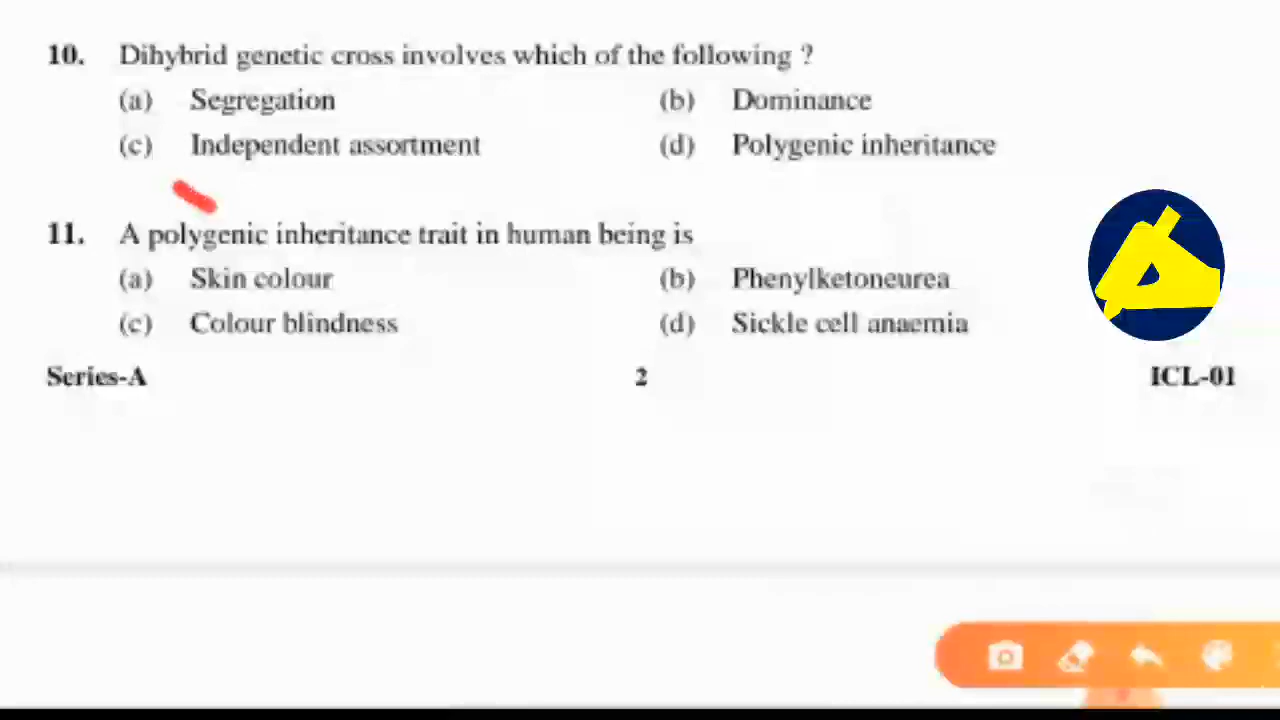 10. Dihybrid genetic cross involves which of the following ?
(a) Segregation (b) Dominance
(c) Independent assortment (d) Polygenic inheritance
11. A polygenic inheritance trait in human being is
(a) Skin colour (b) Phenylketoneurea
(c) Colour blindness (d) Sickle cell anaemia
Series-A 2 ICL-01